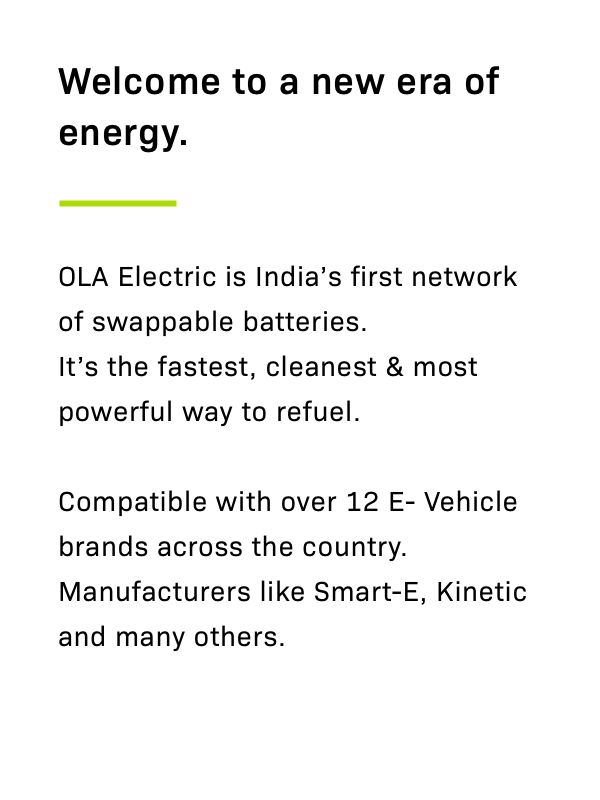 Welcome to a new era of
energy.
OLA Electric is India’s first network
of swappable batteries.
It’s the fastest, cleanest & most
powerful way to refuel.
Compatible with over 12 E- Vehicle
brands across the country.
Manufacturers like Smart-E, Kinetic
and many others.